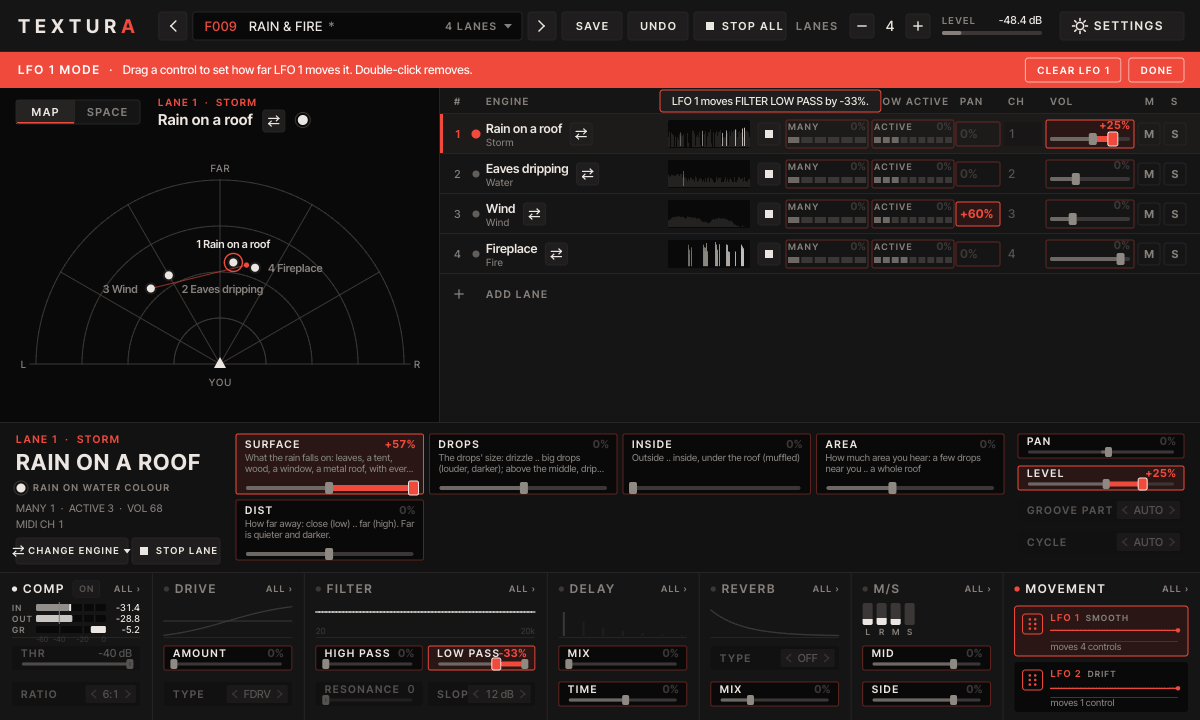 TEXTURA
F009 RAIN & FIRE * 4 LANES
SAVE
UNDO
STOP ALL
LANES
4
LEVEL -48.4 dB
SETTINGS
LFO 1 MODE · Drag a control to set how far LFO 1 moves it. Double-click removes.
CLEAR LFO 1
DONE
MAP
SPACE
LANE 1 · STORM
Rain on a roof
FAR
1 Rain on a roof
4 Fireplace
3 Wind
2 Eaves dripping
L
R
YOU
# ENGINE
LFO 1 moves FILTER LOW PASS by -33%.
OW ACTIVE PAN CH VOL M S
1 Rain on a roof MANY 0% ACTIVE 0% 0% 1 +25% M S
Storm
2 Eaves dripping MANY 0% ACTIVE 0% 0% 2 0% M S
Water
3 Wind MANY 0% ACTIVE 0% +60% 3 0% M S
Wind
4 Fireplace MANY 0% ACTIVE 0% 0% 4 0% M S
Fire
+ ADD LANE
LANE 1 · STORM
RAIN ON A ROOF
RAIN ON WATER COLOUR
MANY 1 · ACTIVE 3 · VOL 68
MIDI CH 1
CHANGE ENGINE
STOP LANE
SURFACE +57%
What the rain falls on: leaves, a tent,
wood, a window, a metal roof, with ever...
DROPS 0%
The drops' size: drizzle .. big drops
(louder, darker); above the middle, drip...
INSIDE 0%
Outside .. inside, under the roof (muffled)
AREA 0%
How much area you hear: a few drops
near you .. a whole roof
DIST 0%
How far away: close (low) .. far (high). Far
is quieter and darker.
PAN 0%
LEVEL +25%
GROOVE PART AUTO
CYCLE AUTO
COMP ON ALL ›
IN -31.4
OUT -28.8
GR -5.2
-60 -40 -20 0
THR -40 dB
RATIO 6:1
DRIVE ALL ›
AMOUNT 0%
TYPE FDRV
FILTER ALL ›
20 20k
HIGH PASS 0%
LOW PASS -33%
RESONANCE 0
SLOP 12 dB
DELAY ALL ›
MIX 0%
TIME 0%
REVERB ALL ›
TYPE OFF
MIX 0%
M/S ALL ›
L R M S
MID 0%
SIDE 0%
MOVEMENT ALL ›
LFO 1 SMOOTH
moves 4 controls
LFO 2 DRIFT
moves 1 control